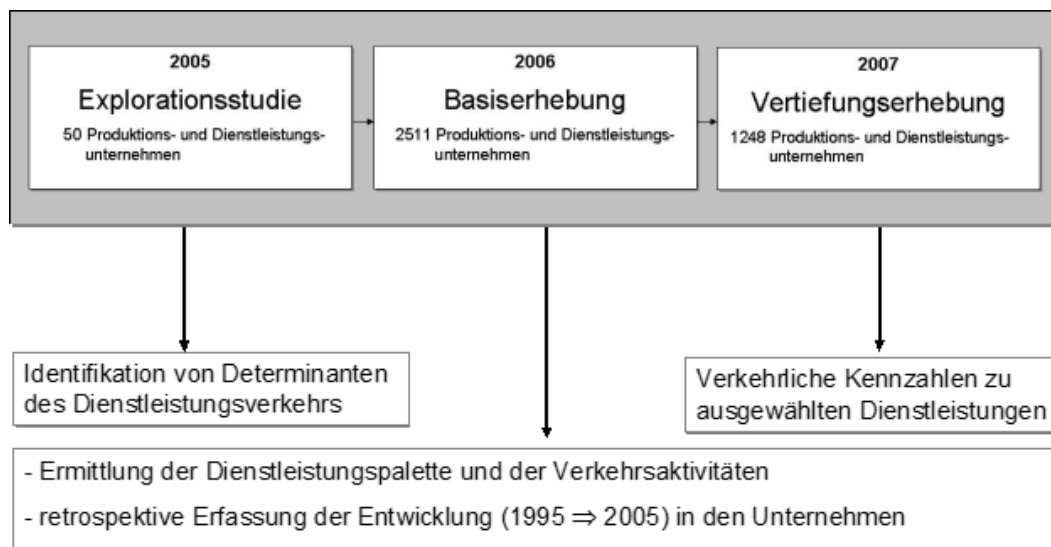 2005
Explorationsstudie
50 Produktions- und Dienstleistungs-
unternehmen
2006
Basiserhebung
2511 Produktions- und Dienstleistungs-
unternehmen
2007
Vertiefungserhebung
1248 Produktions- und Dienstleistungs-
unternehmen
Identifikation von Determinanten
des Dienstleistungsverkehrs
Verkehrliche Kennzahlen zu
ausgewählten Dienstleistungen
- Ermittlung der Dienstleistungspalette und der Verkehrsaktivitäten
- retrospektive Erfassung der Entwicklung (1995 ⇒ 2005) in den Unternehmen